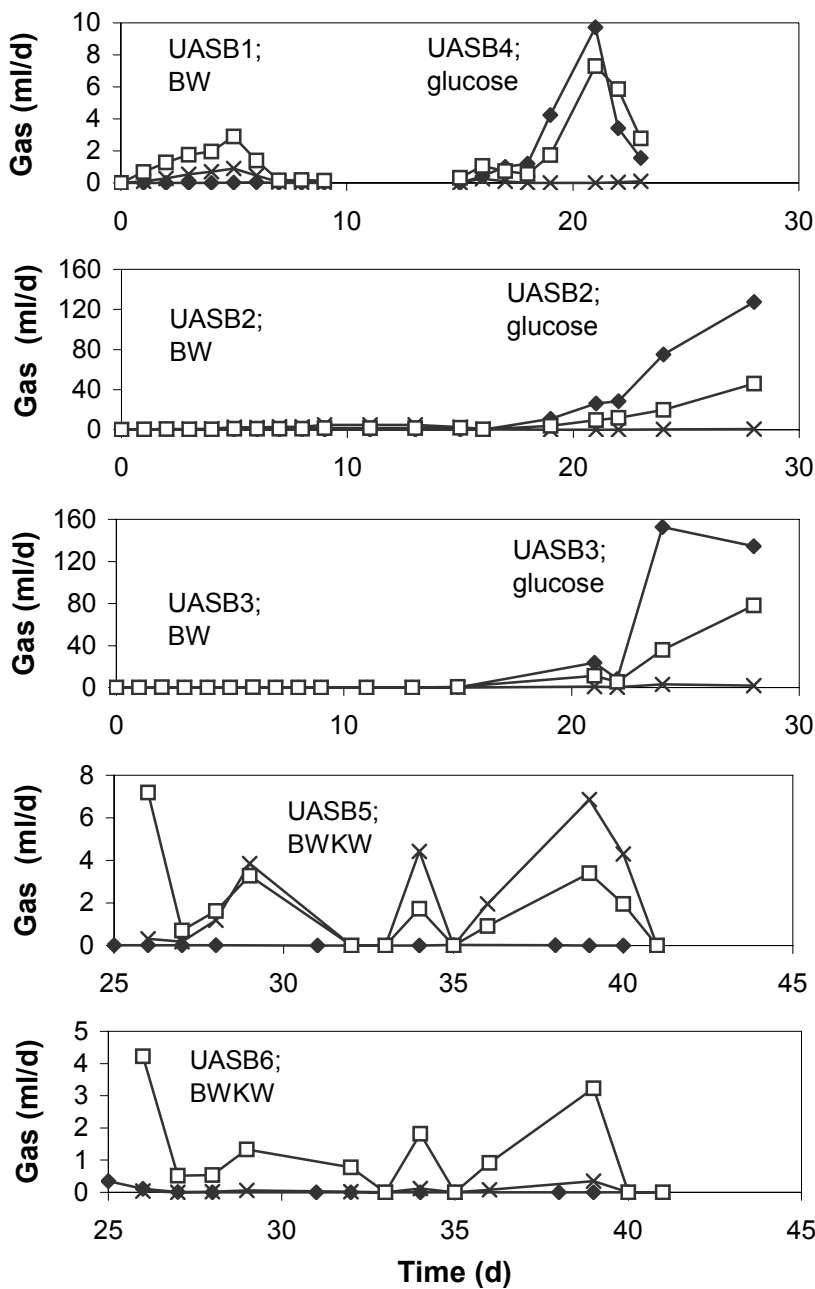 10
8
6
4
2
0
Gas (ml/d)
UASB1;
BW
UASB4;
glucose
0
10
20
30
160
120
80
40
0
Gas (ml/d)
UASB2;
BW
UASB2;
glucose
0
10
20
30
160
120
80
40
0
Gas (ml/d)
UASB3;
BW
UASB3;
glucose
0
10
20
30
8
6
4
2
0
Gas (ml/d)
UASB5;
BWKW
25
30
35
40
45
5
4
3
2
1
0
Gas (ml/d)
UASB6;
BWKW
25
30
35
40
45
Time (d)